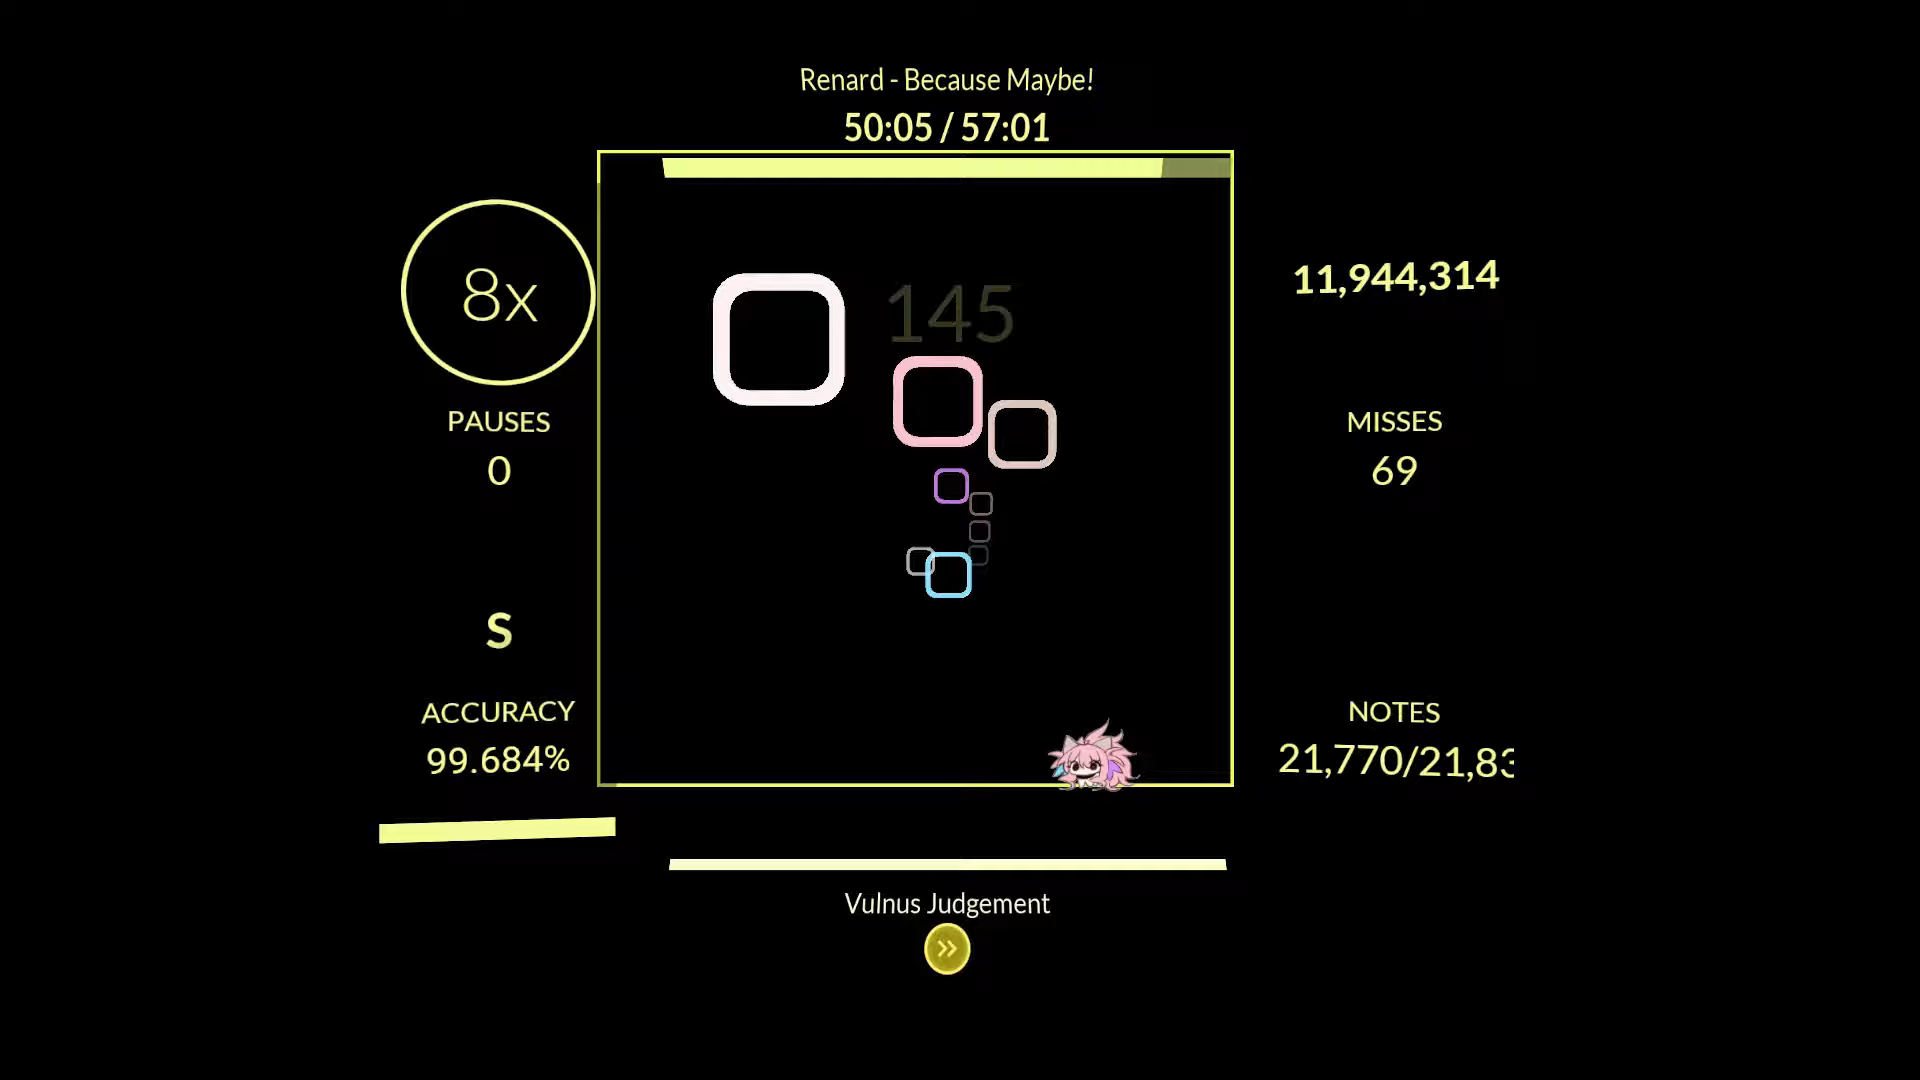 Renard - Because Maybe!
50:05 / 57:01
8x
145
11,944,314
PAUSES
0
MISSES
69
S
ACCURACY
99.684%
NOTES
21,770/21,83
Vulnus Judgement